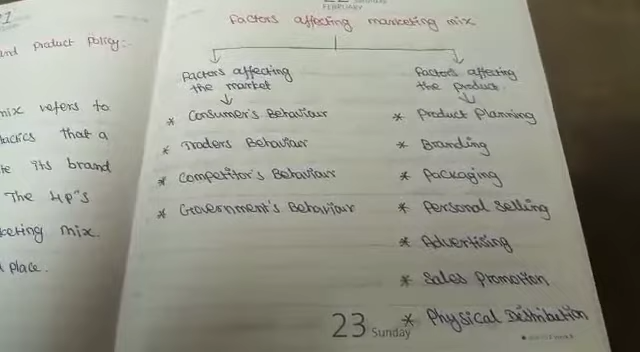 and product policy:-
mix refers to
tactics that a
its brand
The 4p"s
keting mix.
place.
FEBRUARY
Factors affecting marketing mix
Factors affecting
the market
* Consumer's Behaviour
* Traders Behaviour
* Competitor's Behaviour
* Government's Behaviour
Factors affecting
the product
* Product Planning
* Branding
* Packaging
* Personal Selling
* Advertising
* Sales Promotion
* Physical Distribution
23 Sunday